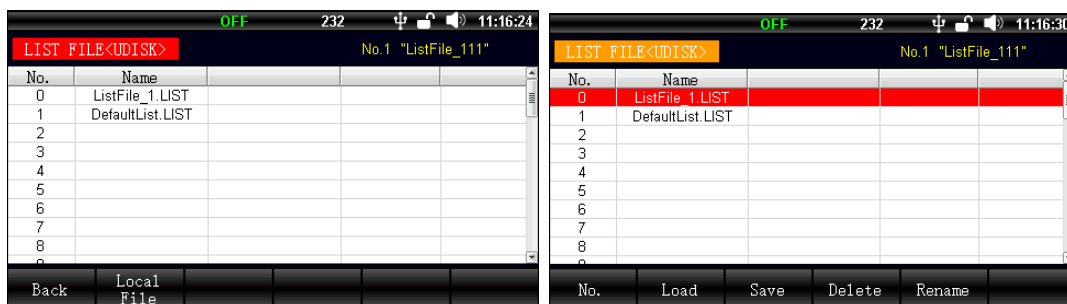 OFF 232 11:16:24
LIST FILE<UDISK> No.1 "ListFile_111"
No. Name
0 ListFile_1.LIST
1 DefaultList.LIST
2
3
4
5
6
7
8
Back Local File
OFF 232 11:16:30
LIST FILE<UDISK> No.1 "ListFile_111"
No. Name
0 ListFile_1.LIST
1 DefaultList.LIST
2
3
4
5
6
7
8
No. Load Save Delete Rename